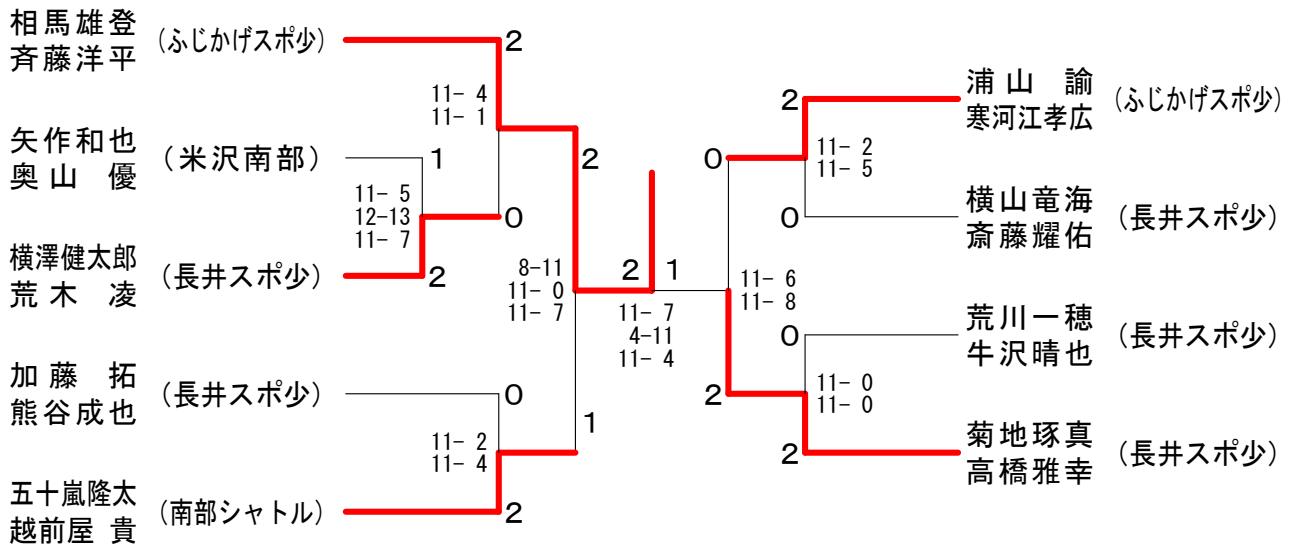 相馬雄登
斉藤洋平
(ふじかげスポ少)
2
11- 4
11- 1
矢作和也
奥山 優
(米沢南部)
1
11- 5
12-13
11- 7
0
横澤健太郎
荒木 凌
(長井スポ少)
2
2
8-11
11- 0
11- 7
加藤 拓
熊谷成也
(長井スポ少)
0
11- 2
11- 4
1
五十嵐隆太
越前屋 貴
(南部シャトル)
2
2
1
11- 7
4-11
11- 4
浦山 諭
寒河江孝広
(ふじかげスポ少)
2
0
11- 2
11- 5
横山竜海
斎藤耀佑
(長井スポ少)
0
11- 6
11- 8
荒川一穂
牛沢晴也
(長井スポ少)
0
2
11- 0
11- 0
菊地琢真
高橋雅幸
(長井スポ少)
2